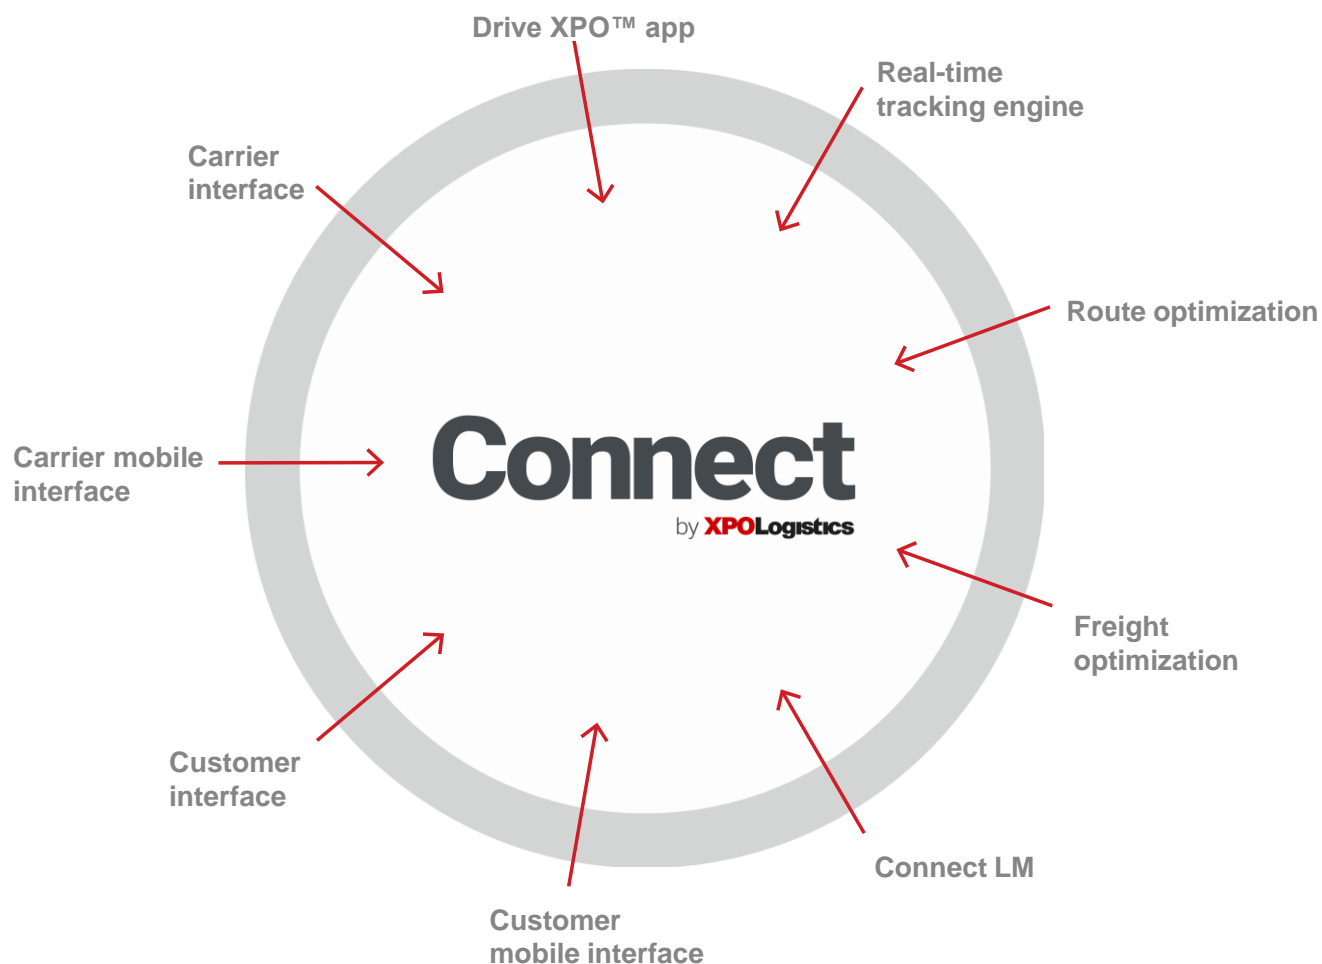 Drive XPO™ app
Real-time
tracking engine
Carrier
interface
Route optimization
Connect
by XPOLogistics
Carrier mobile
interface
Freight
optimization
Customer
interface
Connect LM
Customer
mobile interface